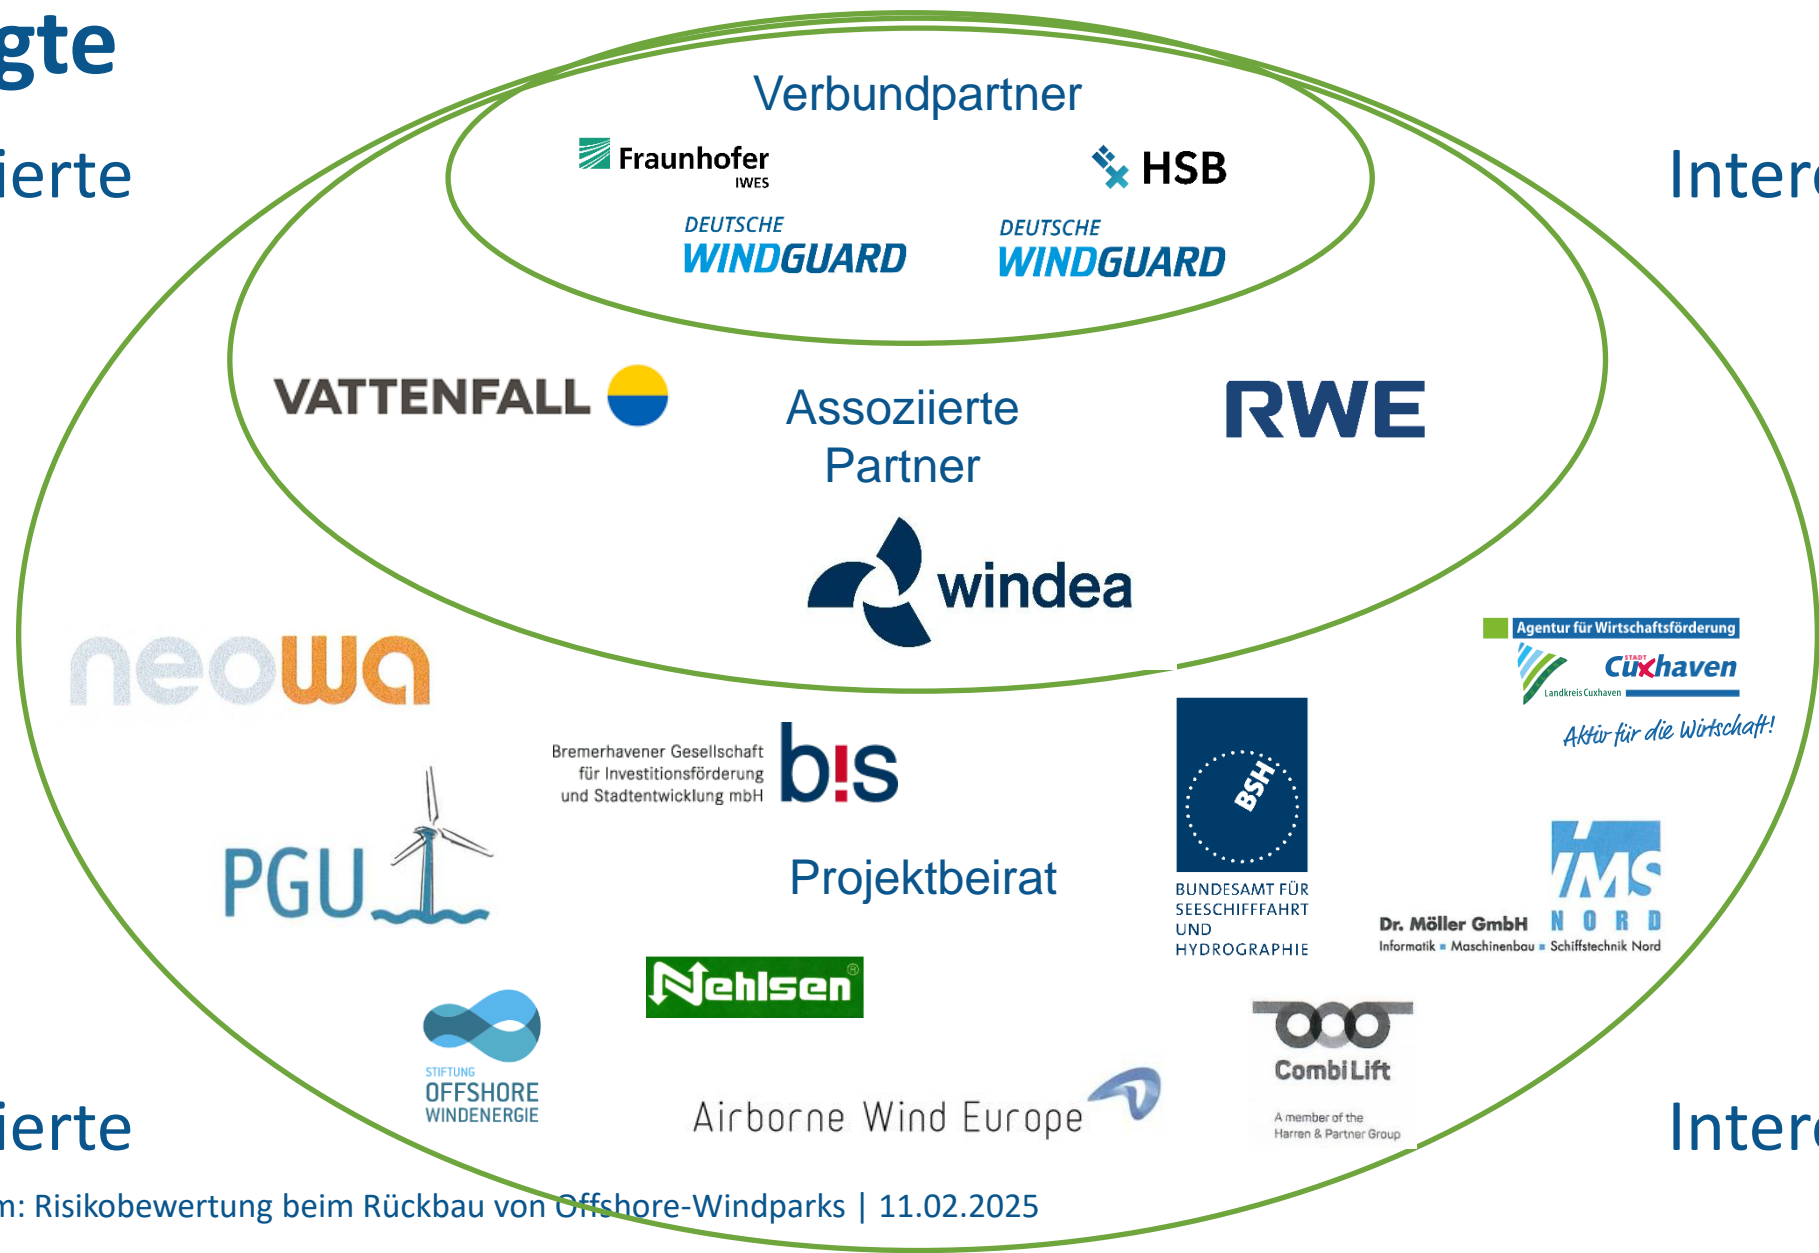 gte
ierte
Verbundpartner
Fraunhofer
IWES
HSB
Intere
DEUTSCHE
WINDGUARD
DEUTSCHE
WINDGUARD
VATTENFALL
Assoziierte
Partner
RWE
windea
neowa
Agentur für Wirtschaftsförderung
STADT
Cuxhaven
Landkreis Cuxhaven
Aktiv für die Wirtschaft!
Bremerhavener Gesellschaft
für Investitionsförderung
und Stadtentwicklung mbH
b!s
BSH
BUNDESAMT FÜR
SEESCHIFFFAHRT
UND
HYDROGRAPHIE
PGU
Projektbeirat
IMS
NORD
Dr. Möller GmbH
Informatik ▪ Maschinenbau ▪ Schiffstechnik Nord
Nehlsen®
STIFTUNG
OFFSHORE
WINDENERGIE
Airborne Wind Europe
CombiLift
A member of the
Harren & Partner Group
ierte
Intere
m: Risikobewertung beim Rückbau von Offshore-Windparks | 11.02.2025